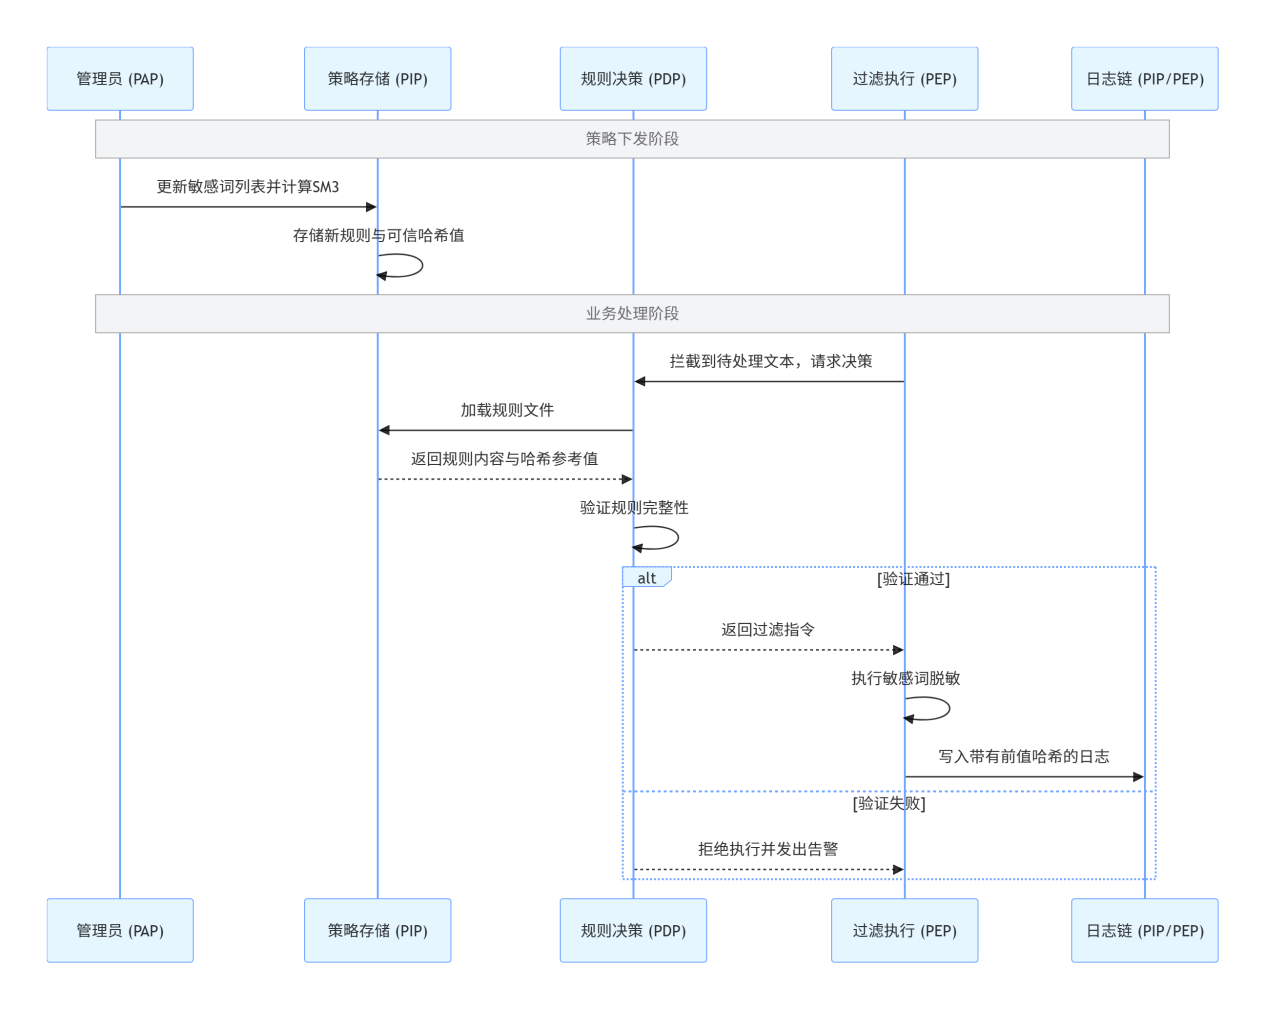 管理员 (PAP)
策略存储 (PIP)
规则决策 (PDP)
过滤执行 (PEP)
日志链 (PIP/PEP)
策略下发阶段
更新敏感词列表并计算SM3
存储新规则与可信哈希值
业务处理阶段
拦截到待处理文本，请求决策
加载规则文件
返回规则内容与哈希参考值
验证规则完整性
alt
[验证通过]
返回过滤指令
执行敏感词脱敏
写入带有前值哈希的日志
[验证失败]
拒绝执行并发出告警
管理员 (PAP)
策略存储 (PIP)
规则决策 (PDP)
过滤执行 (PEP)
日志链 (PIP/PEP)